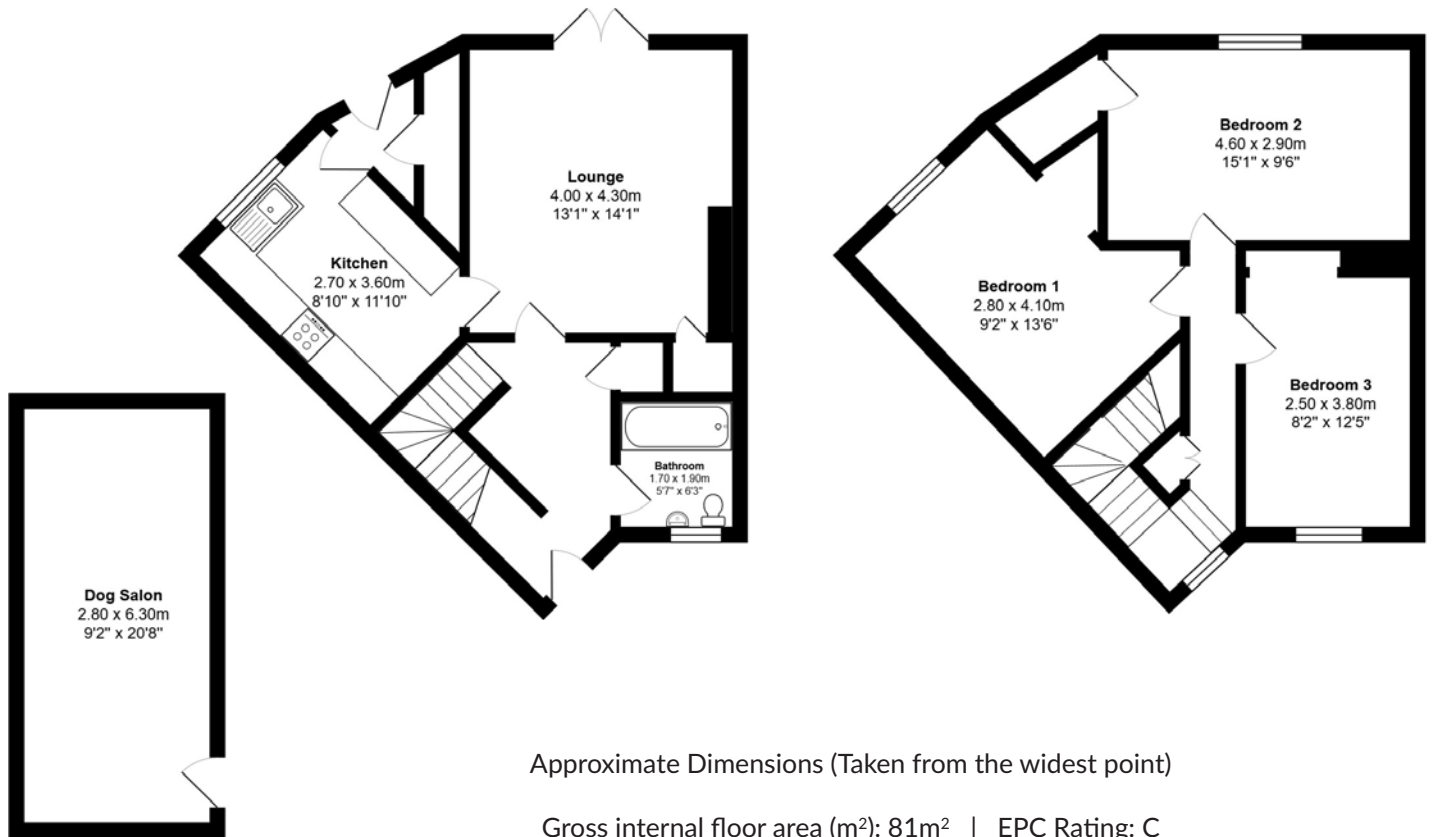 Lounge
4.00 x 4.30m
13'1" x 14'1"
Kitchen
2.70 x 3.60m
8'10" x 11'10"
Bathroom
1.70 x 1.90m
5'7" x 6'3"
Dog Salon
2.80 x 6.30m
9'2" x 20'8"
Bedroom 2
4.60 x 2.90m
15'1" x 9'6"
Bedroom 1
2.80 x 4.10m
9'2" x 13'6"
Bedroom 3
2.50 x 3.80m
8'2" x 12'5"
Approximate Dimensions (Taken from the widest point)
Gross internal floor area (m²): 81m² | EPC Rating: C